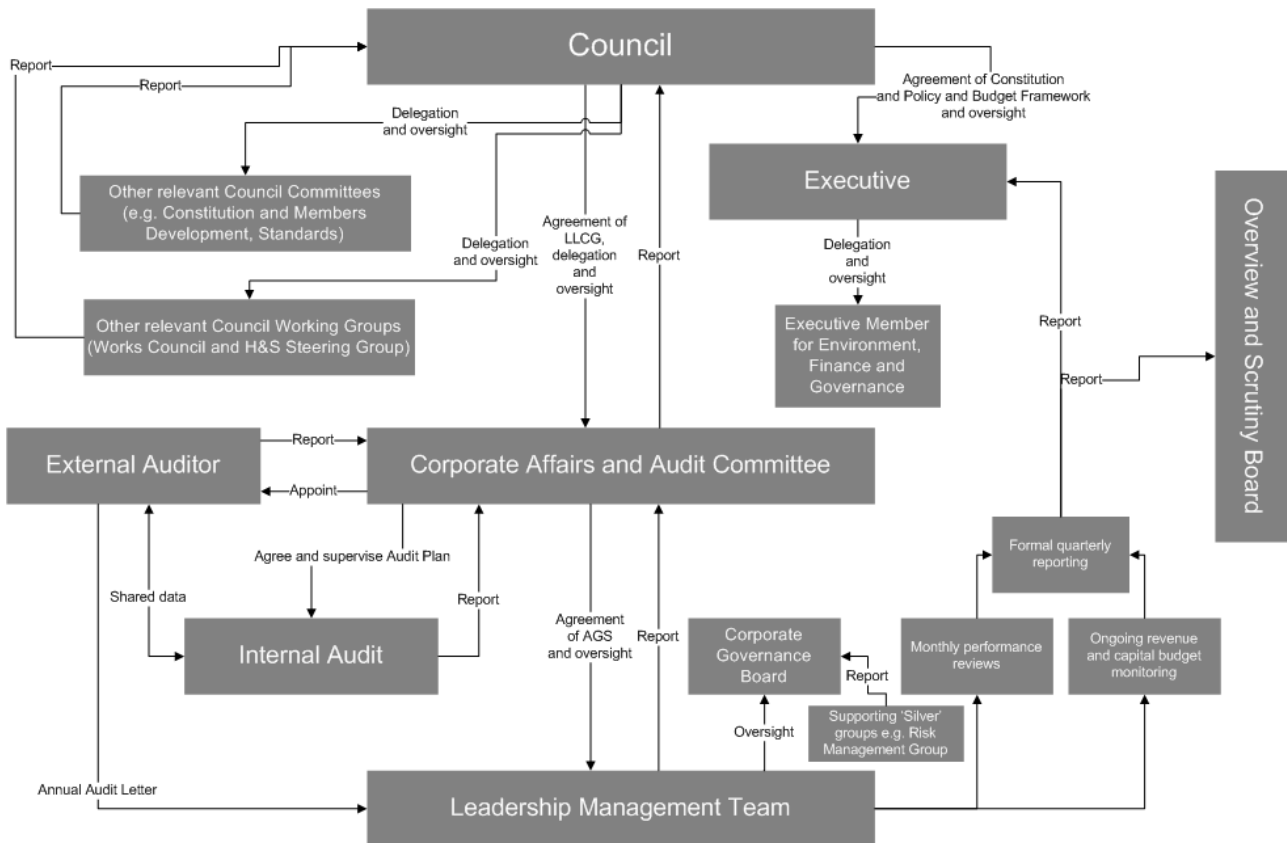 Council
Report
Report
Agreement of Constitution
and Policy and Budget Framework
and oversight
Delegation
and oversight
Executive
Other relevant Council Committees
(e.g. Constitution and Members
Development, Standards)
Overview and Scrutiny Board
Delegation
and oversight
Agreement of
LLCG,
delegation
and
oversight
Report
Delegation
and
oversight
Other relevant Council Working Groups
(Works Council and H&S Steering Group)
Executive Member
for Environment,
Finance and
Governance
Report
Report
External Auditor
Report
Appoint
Corporate Affairs and Audit Committee
Agree and supervise Audit Plan
Shared data
Report
Internal Audit
Agreement
of AGS
and oversight
Report
Formal quarterly
reporting
Corporate
Governance
Board
Monthly performance
reviews
Ongoing revenue
and capital budget
monitoring
Report
Supporting ‘Silver’
groups e.g. Risk
Management Group
Oversight
Annual Audit Letter
Leadership Management Team